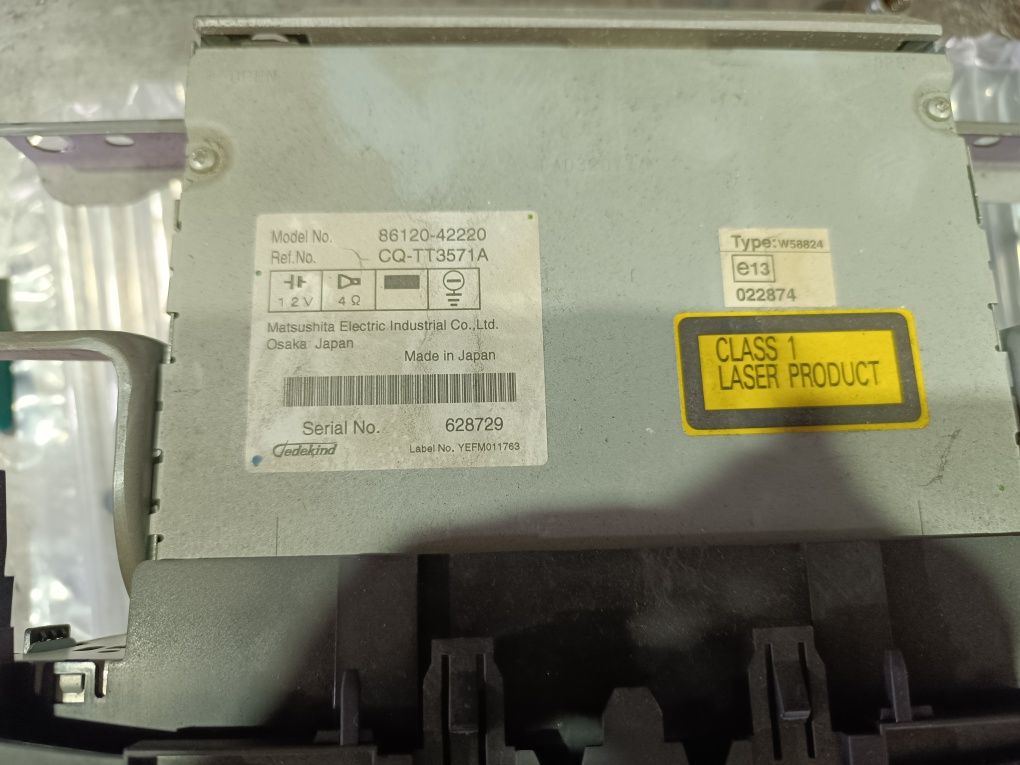 Model No. 86120-42220
Ref.No. CQ-TT3571A
12V 4Ω
Matsushita Electric Industrial Co.,Ltd.
Osaka Japan
Made in Japan
Serial No. 628729
Gedekind Label No. YEFM011763
Type: W58824
e13
022874
CLASS 1
LASER PRODUCT